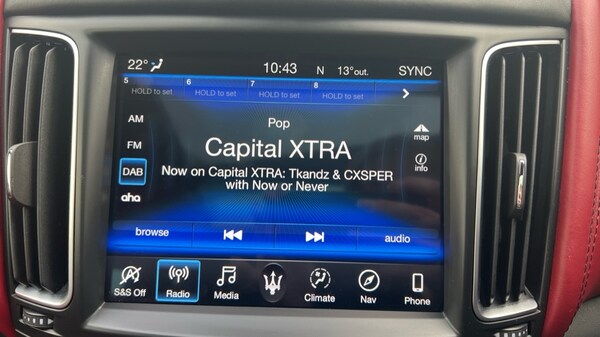 22° 10:43 N 13°out. SYNC
5 6 7 8
HOLD to set HOLD to set HOLD to set HOLD to set
AM
Pop
map
FM
Capital XTRA
DAB
Now on Capital XTRA: Tkandz & CXSPER
info
with Now or Never
aha
browse audio
S&S Off Radio Media Climate Nav Phone